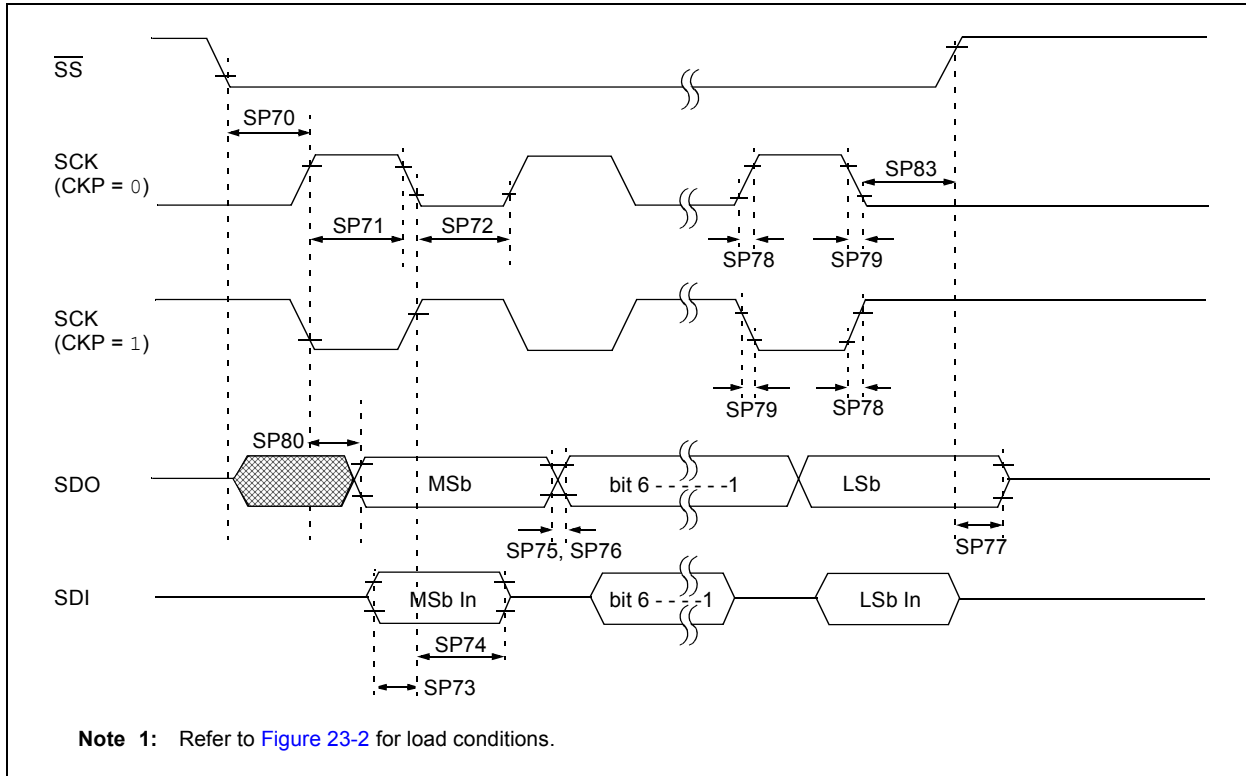 SS
SP70
SCK
(CKP = 0)
SP83
SP71
SP72
SP78
SP79
SCK
(CKP = 1)
SP79
SP78
SP80
SDO
MSb
bit 6 - - - - - - -1
LSb
SP75, SP76
SP77
SDI
MSb In
bit 6 - - - - -1
LSb In
SP74
SP73
Note 1: Refer to Figure 23-2 for load conditions.